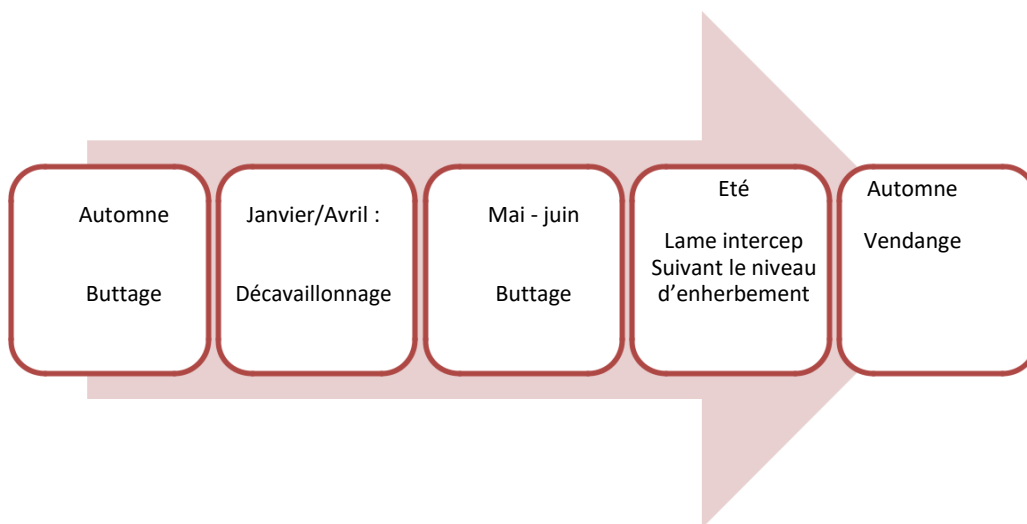 Automne
Buttage
Janvier/Avril :
Décavaillonnage
Mai - juin
Buttage
Eté
Lame intercep
Suivant le niveau
d'enherbement
Automne
Vendange